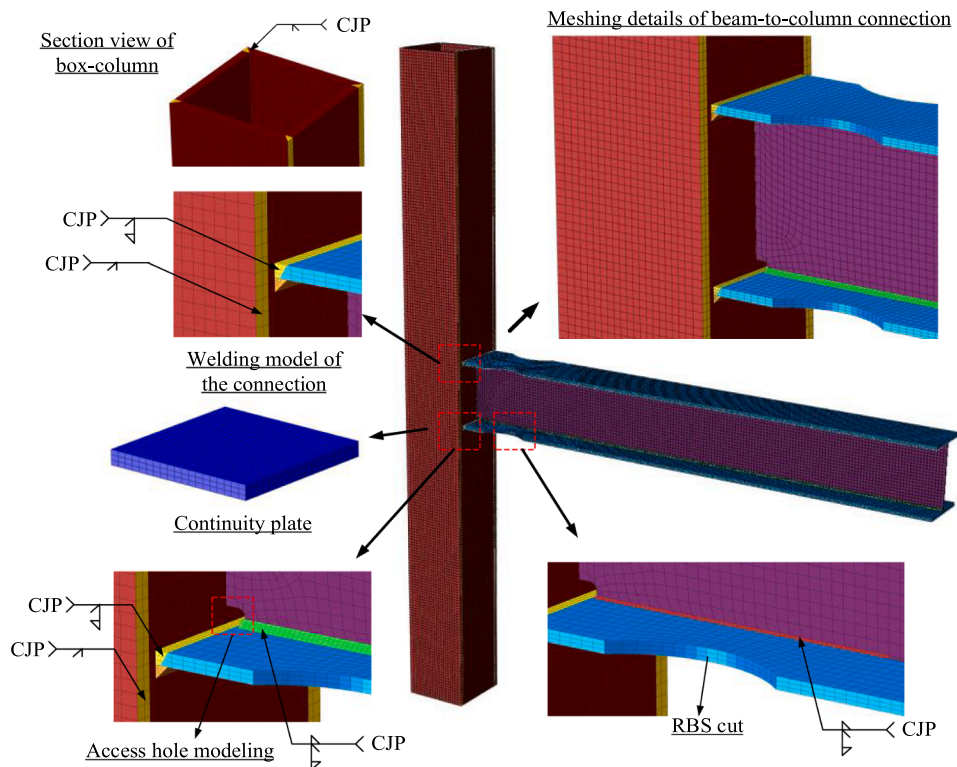 Section view of
box-column
CJP
Meshing details of beam-to-column connection
CJP
CJP
Welding model of
the connection
Continuity plate
CJP
CJP
Access hole modeling
CJP
RBS cut
CJP